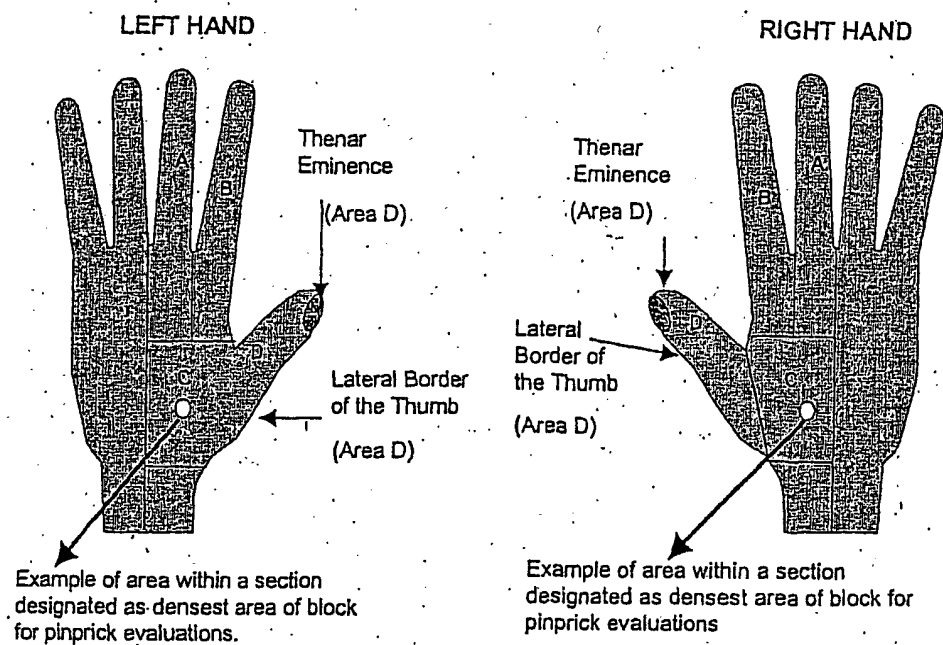 LEFT HAND
A
B
Thenar
Eminence
(Area D)
D
C
Lateral Border
of the Thumb
(Area D)
Example of area within a section
designated as densest area of block
for pinprick evaluations.
RIGHT HAND
A
B
Thenar
Eminence
(Area D)
D
Lateral
Border of
the Thumb
(Area D)
C
Example of area within a section
designated as densest area of block for
pinprick evaluations